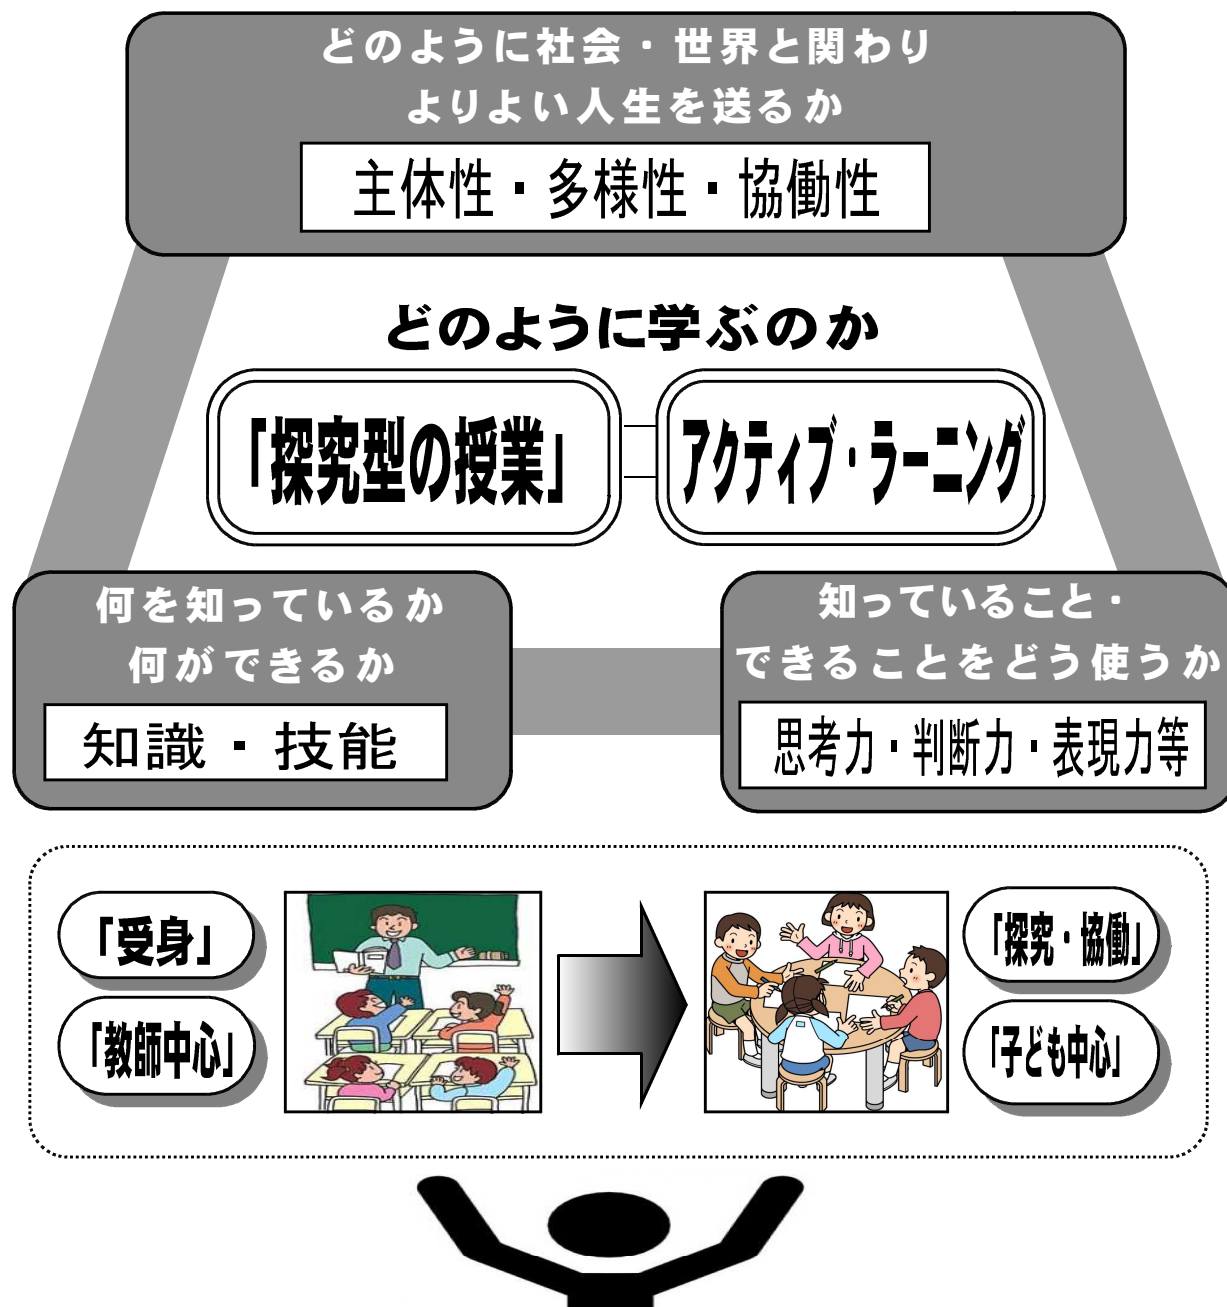 どのように社会・世界と関わり
よりよい人生を送るか
主体性・多様性・協働性
どのように学ぶのか
「探究型の授業」
アクティブ・ラーニング
何を知っているか
何ができるか
知識・技能
知っていること・
できることをどう使うか
思考力・判断力・表現力等
「受身」
「教師中心」
「探究・協働」
「子ども中心」